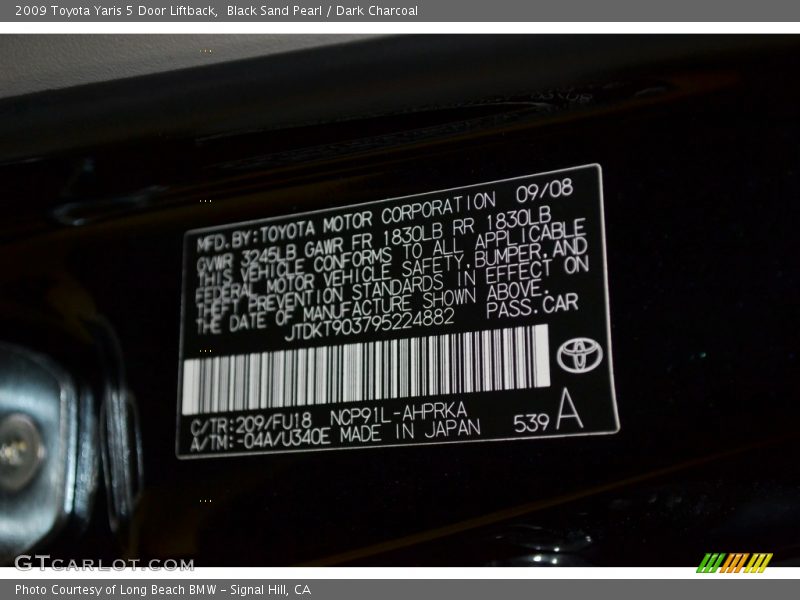 2009 Toyota Yaris 5 Door Liftback,  Black Sand Pearl / Dark Charcoal
MFD. BY: TOYOTA MOTOR CORPORATION 09/08
GVWR 3245LB GAWR FR 1830LB RR 1830LB
THIS VEHICLE CONFORMS TO ALL APPLICABLE
FEDERAL MOTOR VEHICLE SAFETY, BUMPER, AND
THEFT PREVENTION STANDARDS IN EFFECT ON
THE DATE OF MANUFACTURE SHOWN ABOVE.
JTDKT903795224882 PASS. CAR
C/TR: 209/FU18 NCP91L-AHPRKA
A/TM: -04A/U340E MADE IN JAPAN 539 A
GTCARLOT.COM
Photo Courtesy of Long Beach BMW – Signal Hill, CA